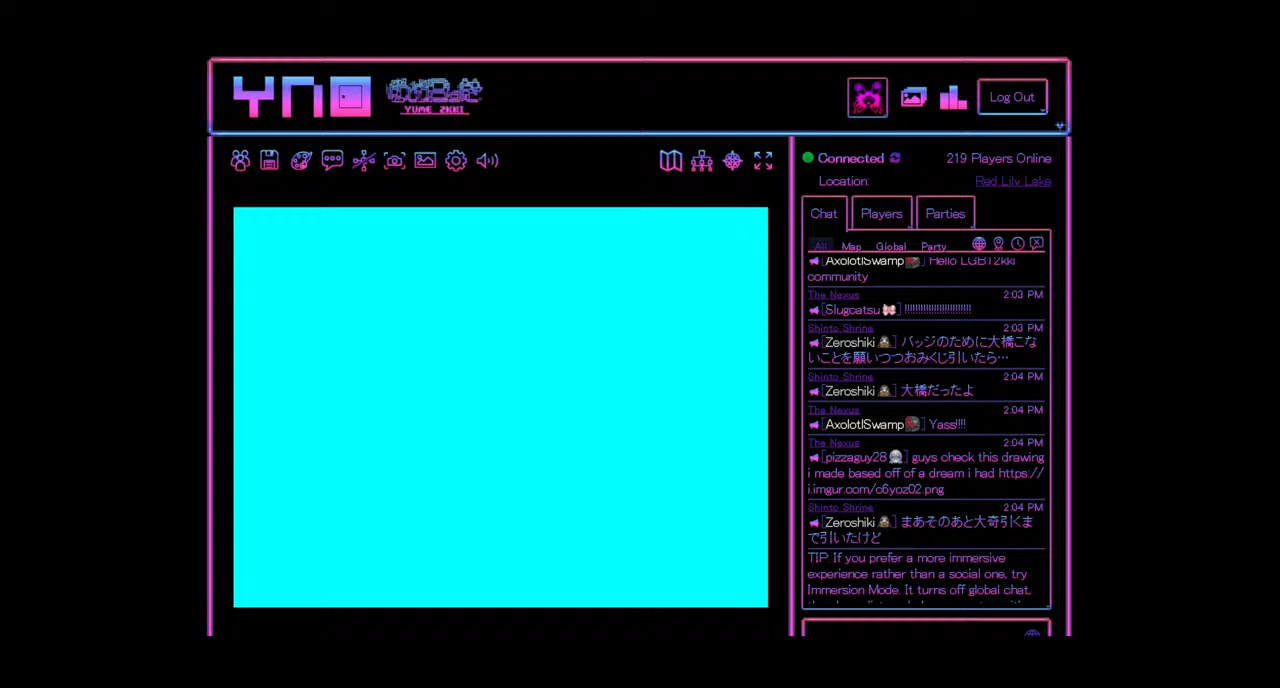 YNO
YUME 2KKI
Log Out
Connected
219 Players Online
Location:
Red Lily Lake
Chat
Players
Parties
All
Map
Global
Party
[AxolotlSwamp] Hello LGBT2kki
community
The Nexus 2:03 PM
[Slugcatsu] !!!!!!!!!!!!!!!!!!!!!!!!!
Shinto Shrine 2:03 PM
[Zeroshiki] バッジのために大橋こな
いことを願いつつおみくじ引いたら…
Shinto Shrine 2:04 PM
[Zeroshiki] 大橋だったよ
The Nexus 2:04 PM
[AxolotlSwamp] Yass!!!!
The Nexus 2:04 PM
[pizzaguy28] guys check this drawing
i made based off of a dream i had https://
i.imgur.com/c6yoz02.png
Shinto Shrine 2:04 PM
[Zeroshiki] まあそのあと大奇引くま
で引いたけど
TIP: If you prefer a more immersive
experience rather than a social one, try
Immersion Mode. It turns off global chat,